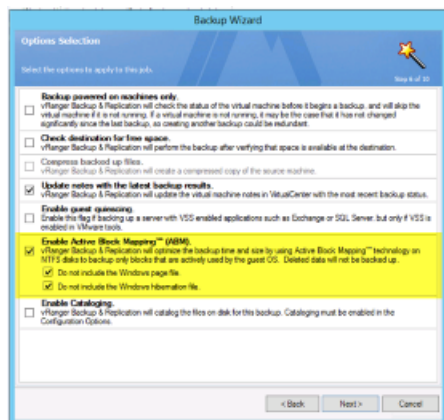 Backup Wizard
Options Selection
Select the options to apply to this job.
Step 6 of 10
Backup powered on machines only.
vRanger Backup & Replication will check the status of the virtual machine before it begins a backup, and will skip the
virtual machine if it is not running. If a virtual machine is not running, it may be the case that it has not changed
significantly since the last backup, so creating another backup could be redundant.
Check destination for free space.
vRanger Backup & Replication will perform the backup after verifying that space is available at the destination.
Compress backed up files.
vRanger Backup & Replication will create a compressed copy of the source machine.
Update notes with the latest backup results.
vRanger Backup & Replication will update the virtual machine notes in VirtualCenter with the most recent backup status.
Enable guest quiescing.
Enable this flag if backing up a server with VSS enabled applications such as Exchange or SQL Server, but only if VSS is
enabled in VMware tools.
Enable Active Block Mapping™ (ABM).
vRanger Backup & Replication will optimize the backup time and size by using Active Block Mapping™ technology on
NTFS disks to backup only blocks that are actively used by the guest OS. Deleted data will not be backed up.
Do not include the Windows page file.
Do not include the Windows hibernation file.
Enable Cataloging.
vRanger Backup & Replication will catalog the files on disk for this backup. Cataloging must be enabled in the
Configuration Options.
< Back
Next >
Cancel